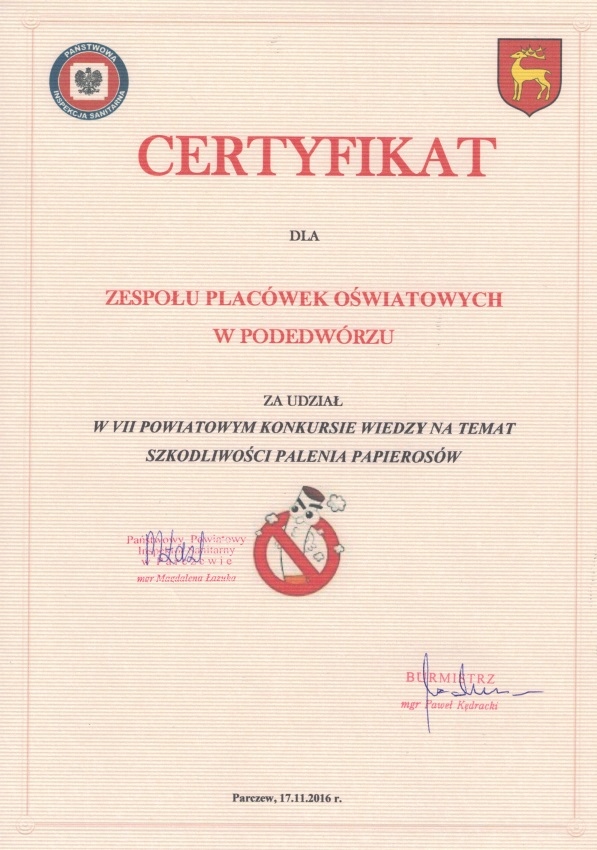 PAŃSTWOWA
INSPEKCJA SANITARNA
CERTYFIKAT
DLA
ZESPOŁU PLACÓWEK OŚWIATOWYCH
W PODEDWÓRZU
ZA UDZIAŁ
W VII POWIATOWYM KONKURSIE WIEDZY NA TEMAT
SZKODLIWOŚCI PALENIA PAPIEROSÓW
Państwowy Powiatowy
Inspektor Sanitarny
w Parczewie
mgr Magdalena Łazuka
BURMISTRZ
mgr Paweł Kędracki
Parczew, 17.11.2016 r.